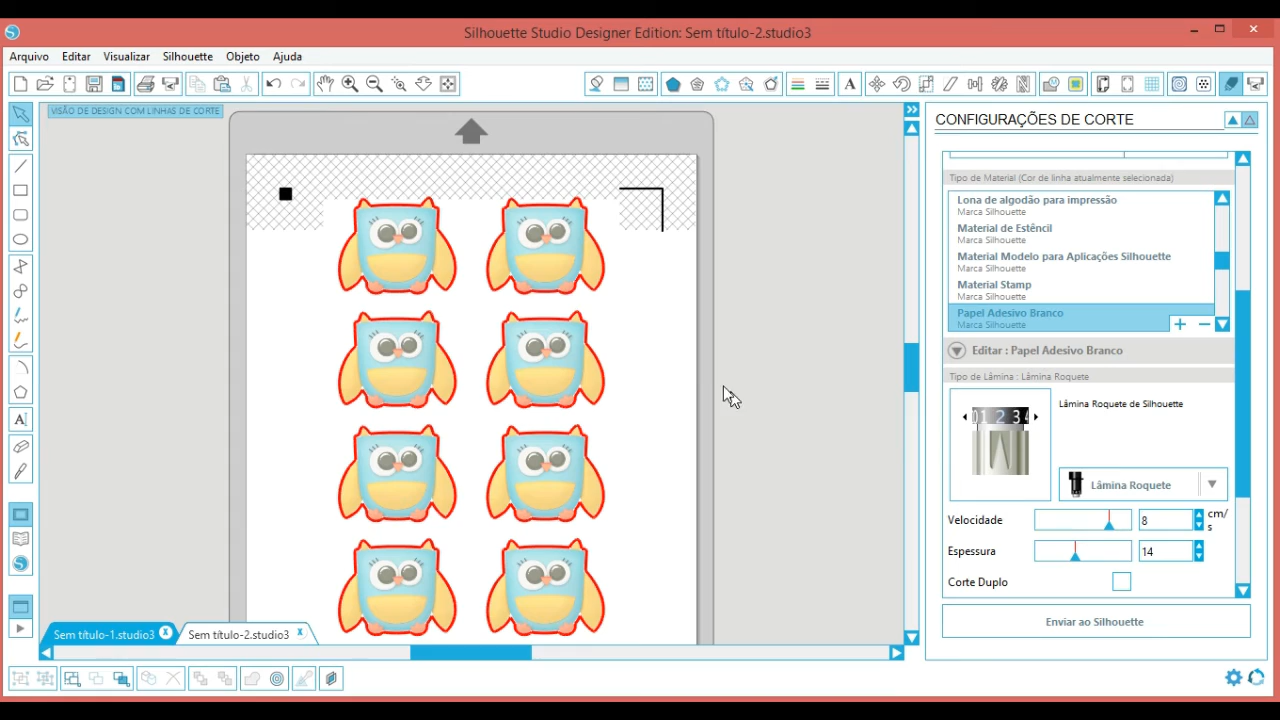 Silhouette Studio Designer Edition: Sem título-2.studio3
Arquivo Editar Visualizar Silhouette Objeto Ajuda
VISÃO DE DESIGN COM LINHAS DE CORTE
CONFIGURAÇÕES DE CORTE
Tipo de Material (Cor de linha atualmente selecionada)
Lona de algodão para impressão
Marca Silhouette
Material de Estêncil
Marca Silhouette
Material Modelo para Aplicações Silhouette
Marca Silhouette
Material Stamp
Marca Silhouette
Papel Adesivo Branco
Marca Silhouette
Editar : Papel Adesivo Branco
Tipo de Lâmina : Lâmina Roquete
Lâmina Roquete de Silhouette
01 2 3 4
Lâmina Roquete
Velocidade 8 cm/s
Espessura 14
Corte Duplo
Enviar ao Silhouette
Sem título-1.studio3 Sem título-2.studio3